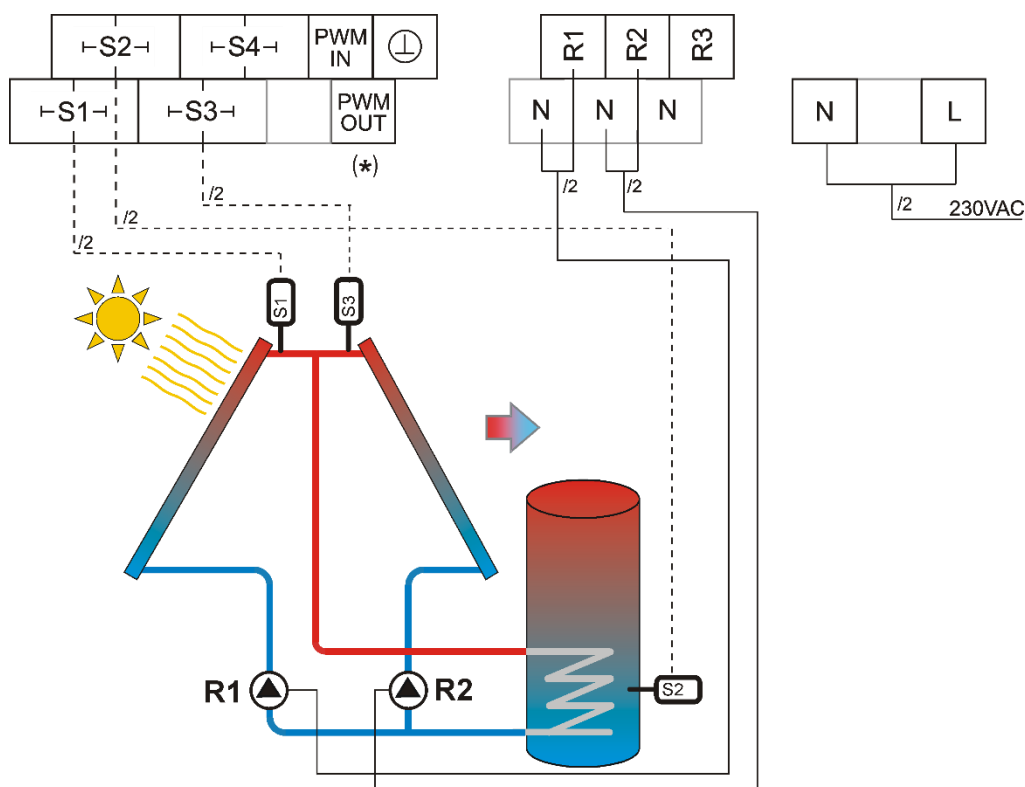 ⊢S2⊣ ⊢S4⊣ PWM IN
R1 R2 R3
⊢S1⊣ ⊢S3⊣ PWM OUT
N N N
N L
(*)
/2 /2
/2 230VAC
/2 /2
/2
S1 S3
R1 R2
S2